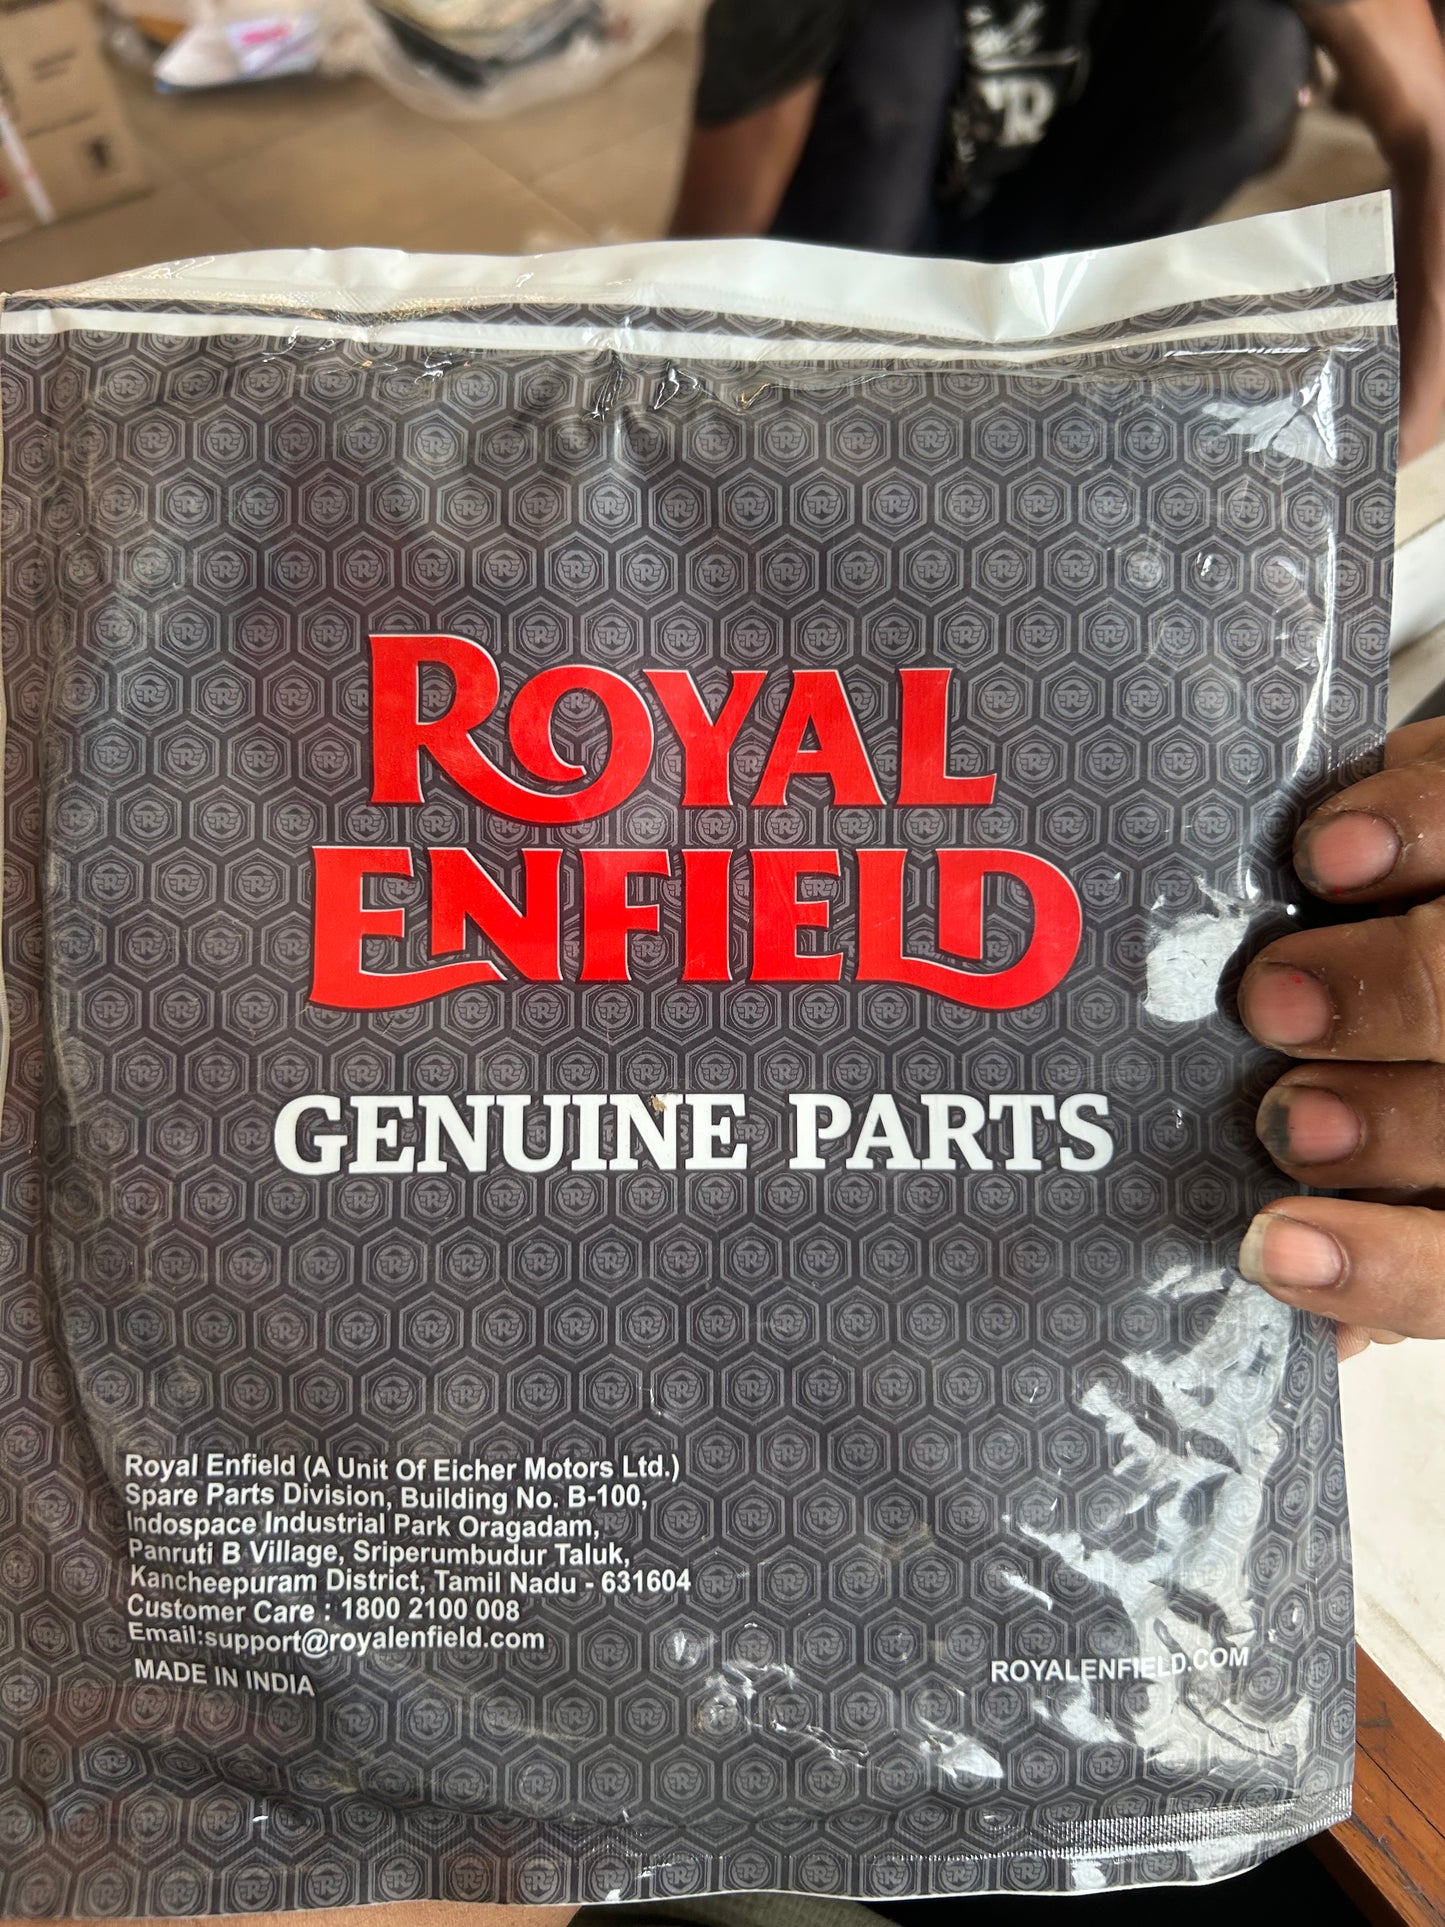 ROYAL
ENFIELD
GENUINE PARTS
Royal Enfield (A Unit Of Eicher Motors Ltd.)
Spare Parts Division, Building No. B-100,
Indospace Industrial Park Oragadam,
Panruti B Village, Sriperumbudur Taluk,
Kancheepuram District, Tamil Nadu - 631604
Customer Care : 1800 2100 008
Email:support@royalenfield.com
MADE IN INDIA
ROYALENFIELD.COM